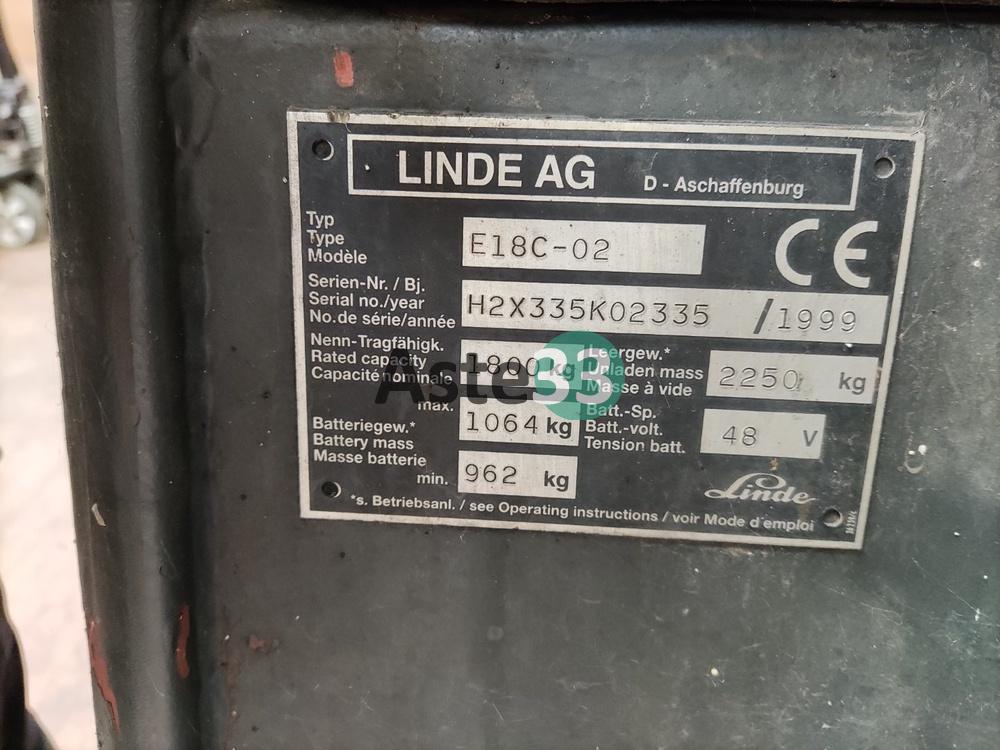 LINDE AG D - Aschaffenburg
Typ
Type
Modèle
E18C-02
CE
Serien-Nr. / Bj.
Serial no./year
No.de série/année
H2X335K02335 / 1999
Nenn-Tragfähigk.
Rated capacity
Capacité nominale
1800 kg
Leergew.*
Unladen mass
Masse à vide
2250 kg
Aste33
Batteriegew.*
Battery mass
Masse batterie
max. 1064 kg
min. 962 kg
Batt.-Sp.
Batt.-volt.
Tension batt.
48 V
Linde
*s. Betriebsanl. / see Operating instructions / voir Mode d'emploi